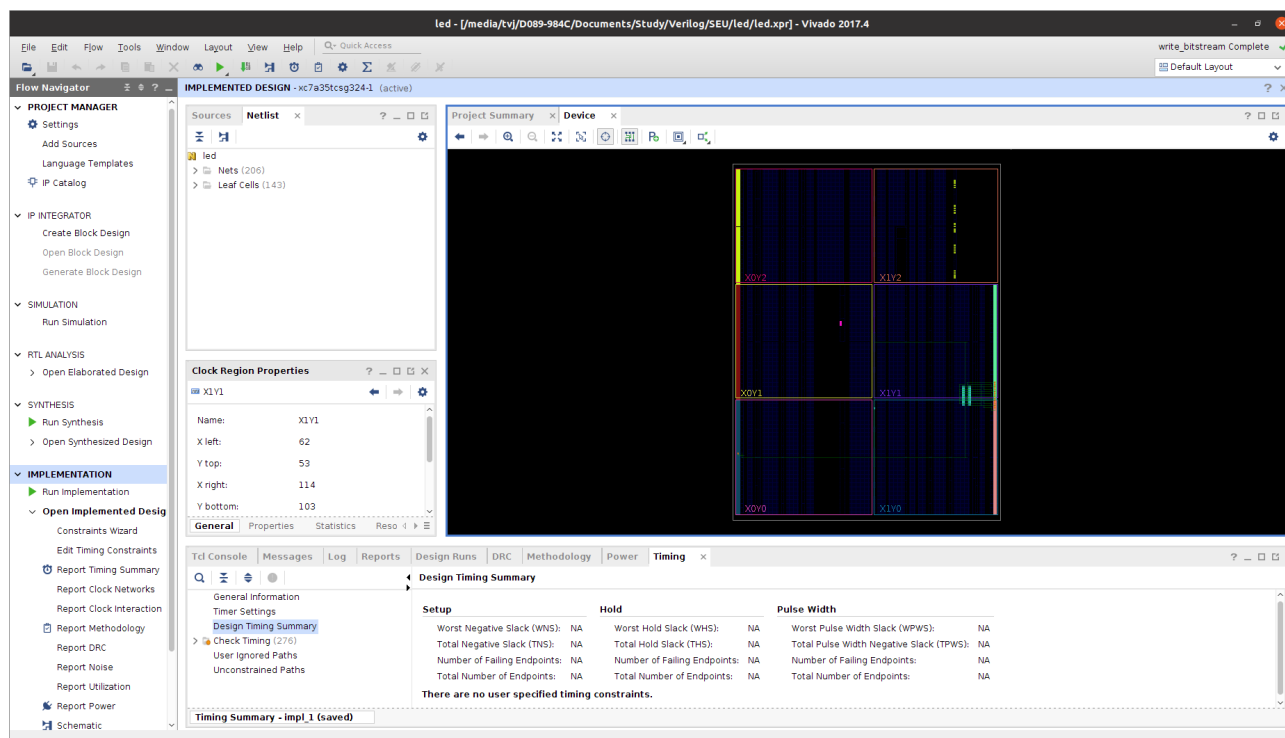 led - [/media/tvj/D089-984C/Documents/Study/Verilog/SEU/led/led.xpr] - Vivado 2017.4
File Edit Flow Tools Window Layout View Help Quick Access
write_bitstream Complete
Default Layout
Flow Navigator
PROJECT MANAGER
Settings
Add Sources
Language Templates
IP Catalog
IP INTEGRATOR
Create Block Design
Open Block Design
Generate Block Design
SIMULATION
Run Simulation
RTL ANALYSIS
Open Elaborated Design
SYNTHESIS
Run Synthesis
Open Synthesized Design
IMPLEMENTATION
Run Implementation
Open Implemented Desig
Constraints Wizard
Edit Timing Constraints
Report Timing Summary
Report Clock Networks
Report Clock Interaction
Report Methodology
Report DRC
Report Noise
Report Utilization
Report Power
Schematic
IMPLEMENTED DESIGN - xc7a35tcsg324-1 (active)
Sources Netlist
led
Nets (206)
Leaf Cells (143)
Clock Region Properties
X1Y1
Name: X1Y1
X left: 62
Y top: 53
X right: 114
Y bottom: 103
General Properties Statistics Reso
Project Summary Device
X0Y2 X1Y2
X0Y1 X1Y1
X0Y0 X1Y0
Tcl Console Messages Log Reports Design Runs DRC Methodology Power Timing
General Information
Timer Settings
Design Timing Summary
Check Timing (276)
User Ignored Paths
Unconstrained Paths
Design Timing Summary
Setup Hold Pulse Width
Worst Negative Slack (WNS): NA Worst Hold Slack (WHS): NA Worst Pulse Width Slack (WPWS): NA
Total Negative Slack (TNS): NA Total Hold Slack (THS): NA Total Pulse Width Negative Slack (TPWS): NA
Number of Failing Endpoints: NA Number of Failing Endpoints: NA Number of Failing Endpoints: NA
Total Number of Endpoints: NA Total Number of Endpoints: NA Total Number of Endpoints: NA
There are no user specified timing constraints.
Timing Summary - impl_1 (saved)